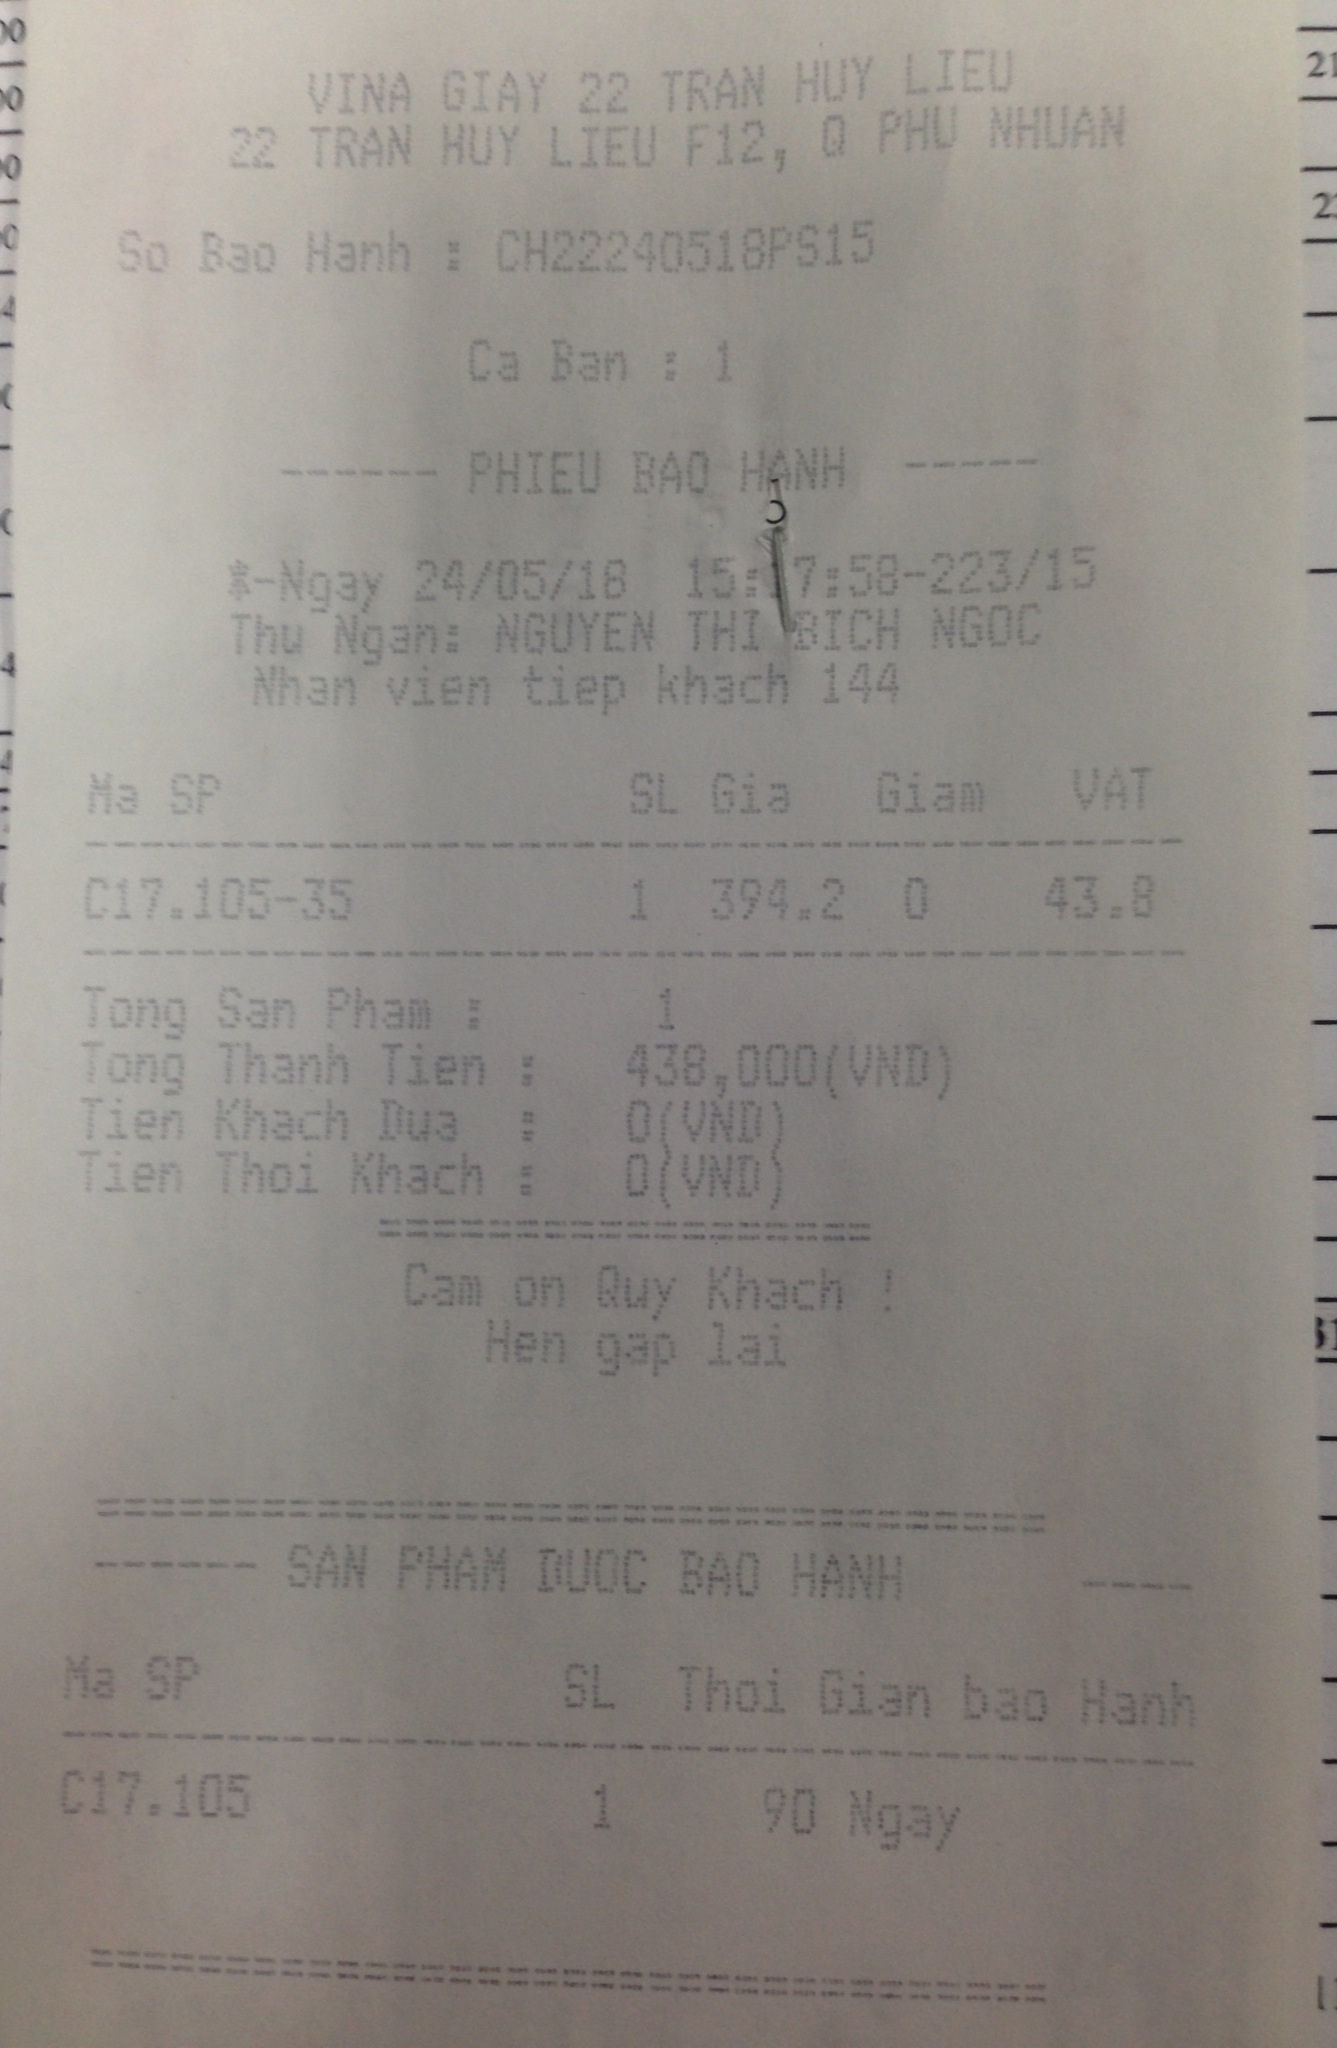 VINA GIAY 22 TRAN HUY LIEU
22 TRAN HUY LIEU F12, Q PHU NHUAN
So Bao Hanh : CH22240518PS15
Ca Ban : 1
------ PHIEU BAO HANH -----
*-Ngay 24/05/18
Thu Ngan: NGUYEN THI BICH NGOC
Nhan vien tiep khach 144
Ma SP SL Gia Giam VAT
C17.105-35 1 394.2 0 43.8
Tong San Pham : 1
Tong Thanh Tien : 438,000(VND)
Tien Khach Dua : 0(VND)
Tien Thoi Khach : 0(VND)
Cam on Quy Khach !
Hen gap lai
------ SAN PHAM DUOC BAO HANH ----
Ma SP SL Thoi Gian bao Hanh
C17.105 1 90 Ngay